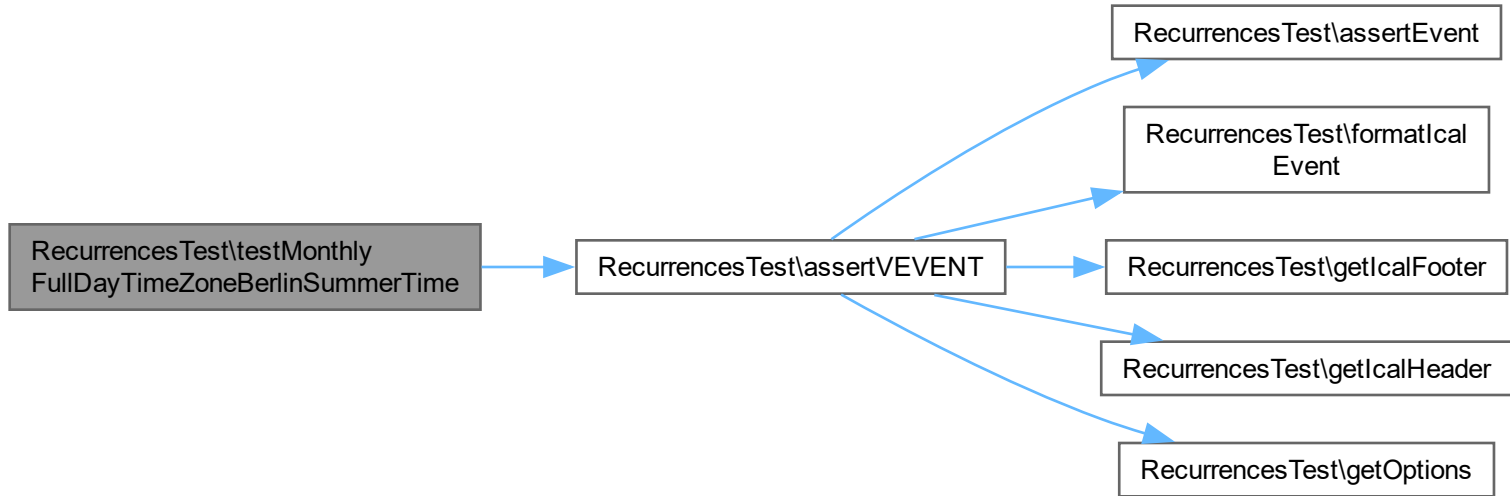 RecurrencesTest\testMonthly
FullDayTimeZoneBerlinSummerTime
RecurrencesTest\assertVEVENT
RecurrencesTest\assertEvent
RecurrencesTest\formatIcal
Event
RecurrencesTest\getIcalFooter
RecurrencesTest\getIcalHeader
RecurrencesTest\getOptions